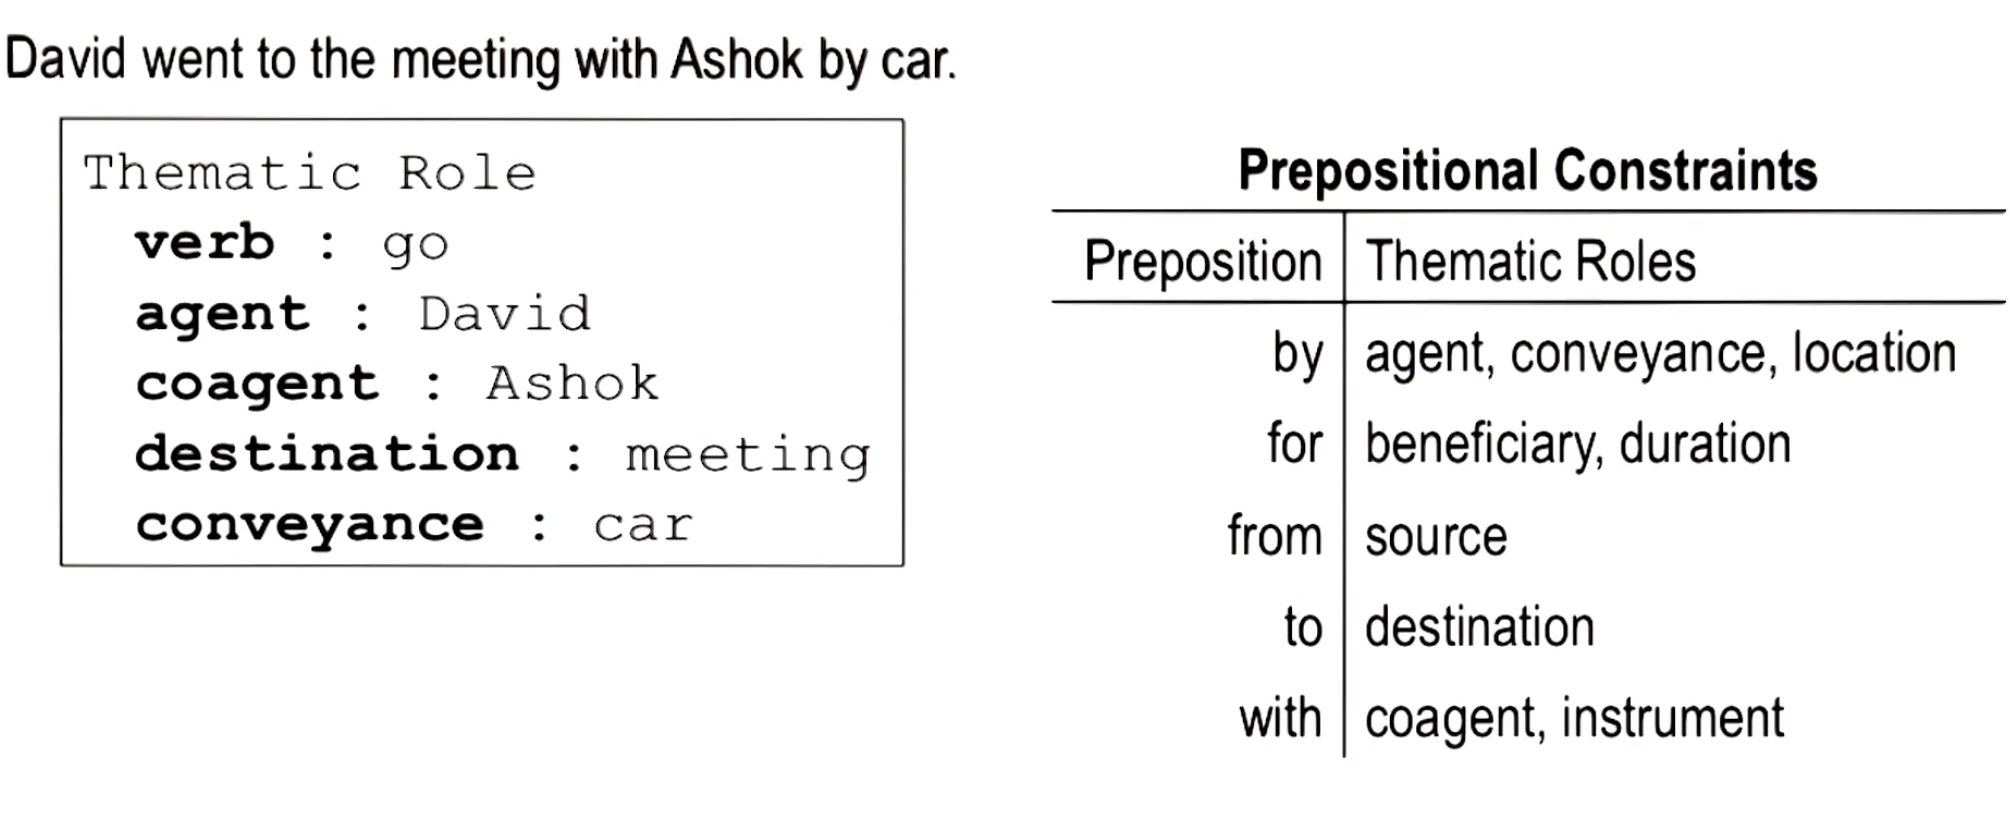 David went to the meeting with Ashok by car.
Thematic Role
verb : go
agent : David
coagent : Ashok
destination : meeting
conveyance : car
Prepositional Constraints
Preposition Thematic Roles
by agent, conveyance, location
for beneficiary, duration
from source
to destination
with coagent, instrument